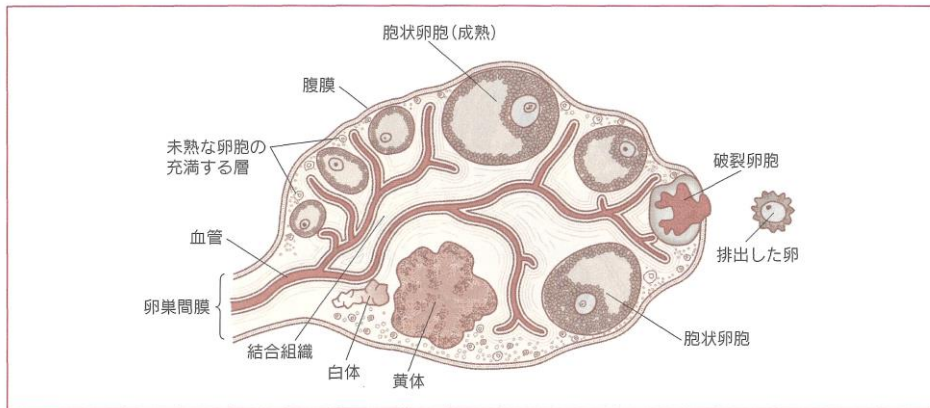 胞状卵胞(成熟)
腹膜
未熟な卵胞の
充満する層
破裂卵胞
血管
排出した卵
卵巣間膜
胞状卵胞
結合組織
白体
黄体